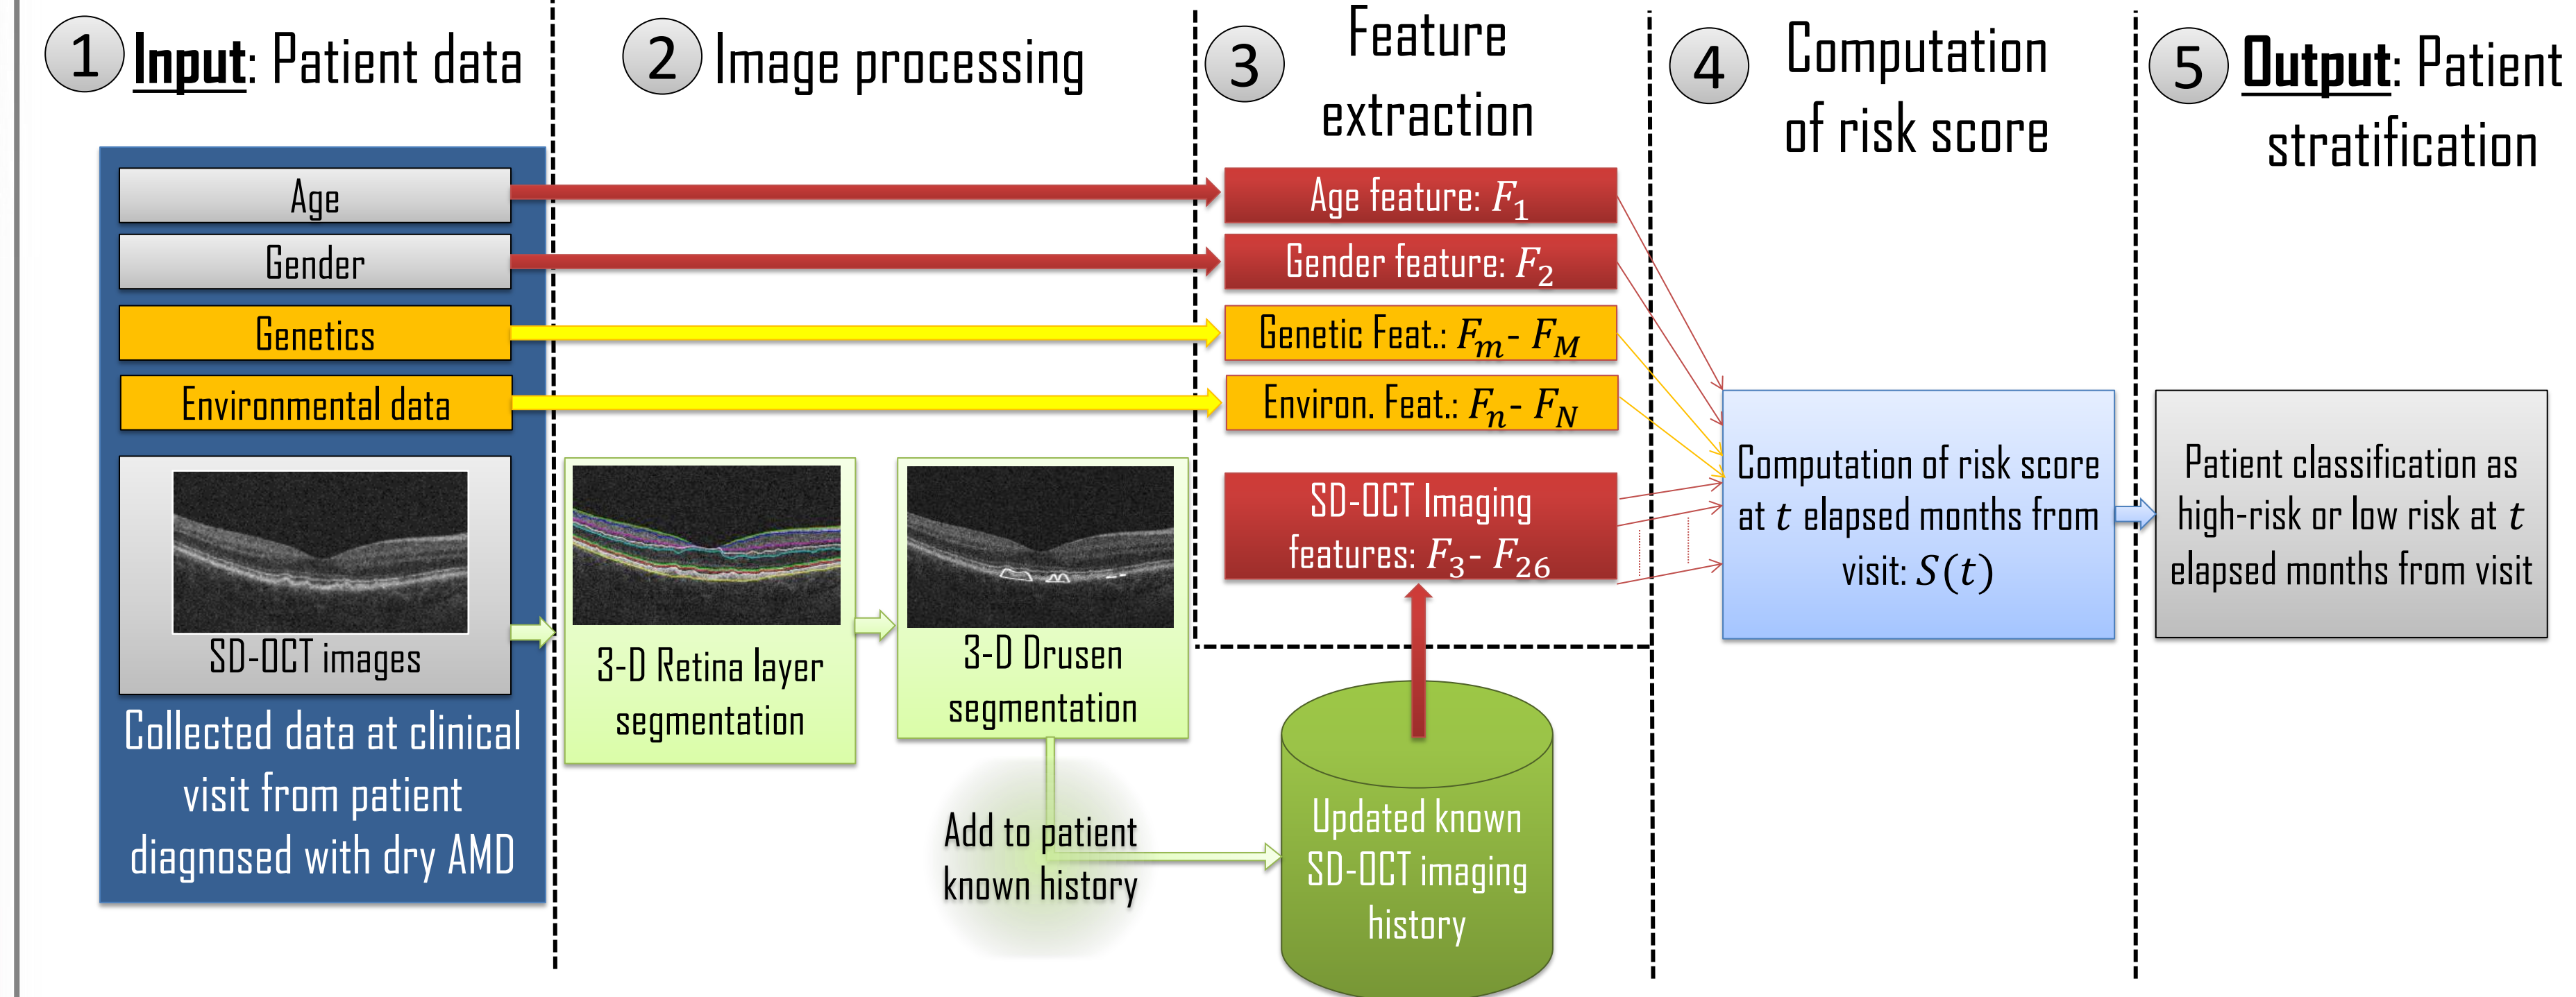 1 Input: Patient data
Age
Gender
Genetics
Environmental data
SD-OCT images
Collected data at clinical
visit from patient
diagnosed with dry AMD
2 Image processing
3-D Retina layer
segmentation
3-D Drusen
segmentation
Add to patient
known history
3 Feature
extraction
Age feature: F₁
Gender feature: F₂
Genetic Feat.: Fₘ- F_M
Environ. Feat.: Fₙ- F_N
SD-OCT Imaging
features: F₃- F₂₆
Updated known
SD-OCT imaging
history
4 Computation
of risk score
Computation of risk score
at t elapsed months from
visit: S(t)
5 Output: Patient
stratification
Patient classification as
high-risk or low risk at t
elapsed months from visit